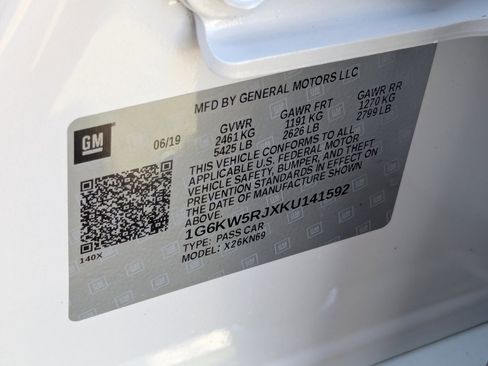 MFD BY GENERAL MOTORS LLC
GM
06/19
GVWR GAWR FRT GAWR RR
2461 KG 1191 KG 1270 KG
5425 LB 2626 LB 2799 LB
THIS VEHICLE CONFORMS TO ALL
APPLICABLE U.S. FEDERAL MOTOR
VEHICLE SAFETY, BUMPER, AND THEFT
PREVENTION STANDARDS IN EFFECT ON
THE DATE OF MANUFACTURE SHOWN
ABOVE.
1G6KW5RJXKU141592
TYPE: PASS CAR
MODEL: X26KN69
140X